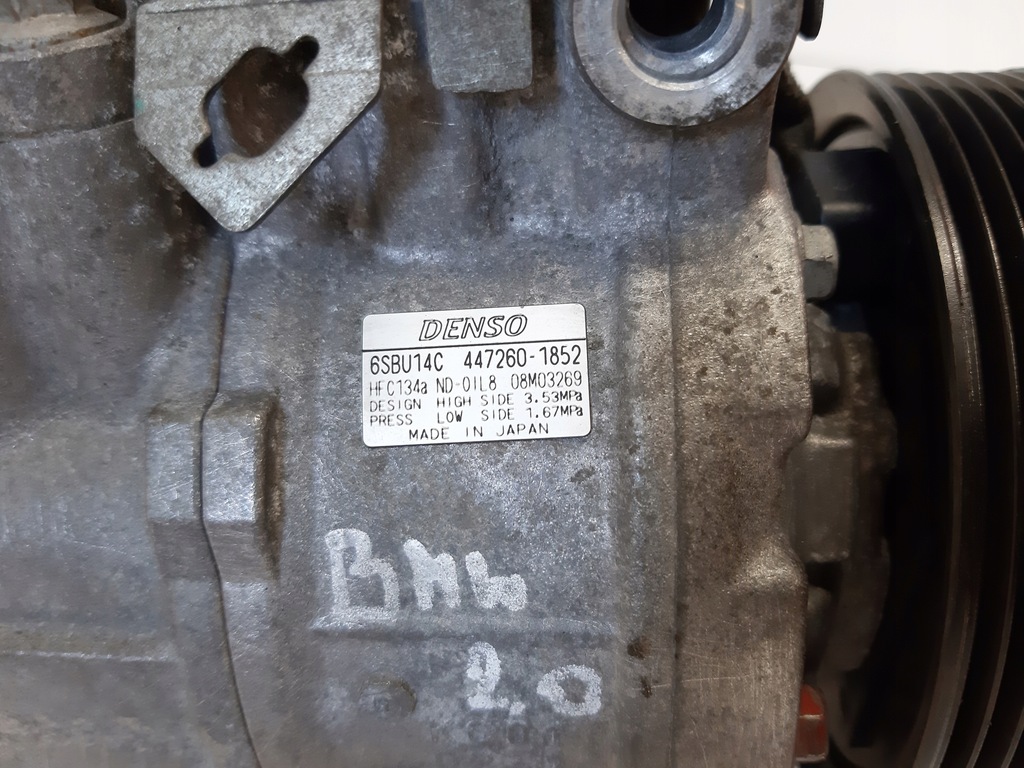 DENSO
6SBU14C 447260-1852
HFC134a ND-OIL8 08M03269
DESIGN HIGH SIDE 3.53MPa
PRESS LOW SIDE 1.67MPa
MADE IN JAPAN
BMW
2.0